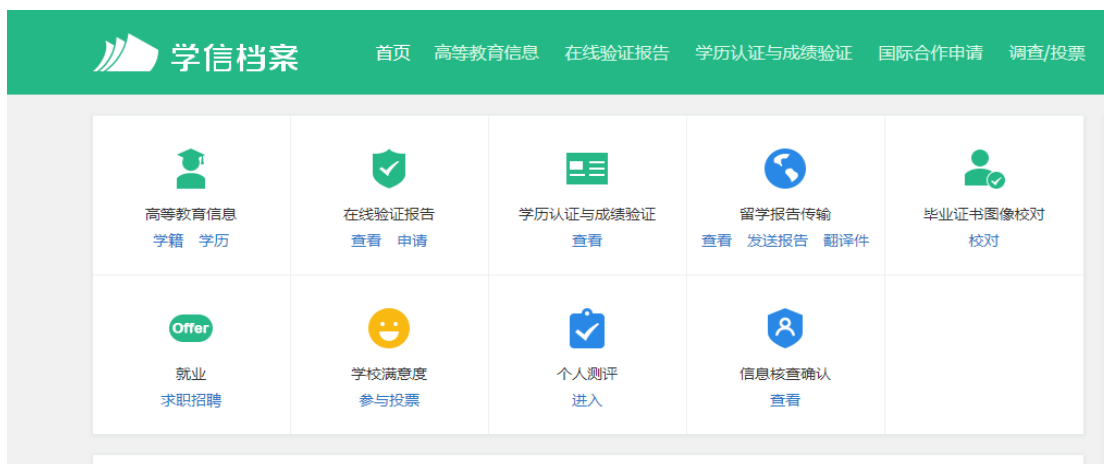 学信档案
首页 高等教育信息 在线验证报告 学历认证与成绩验证 国际合作申请 调查/投票
高等教育信息 在线验证报告 学历认证与成绩验证 留学报告传输 毕业证书图像校对
学籍 学历 查看 申请 查看 查看 发送报告 翻译件 校对
Offer
就业 学校满意度 个人测评 信息核查确认
求职招聘 参与投票 进入 查看